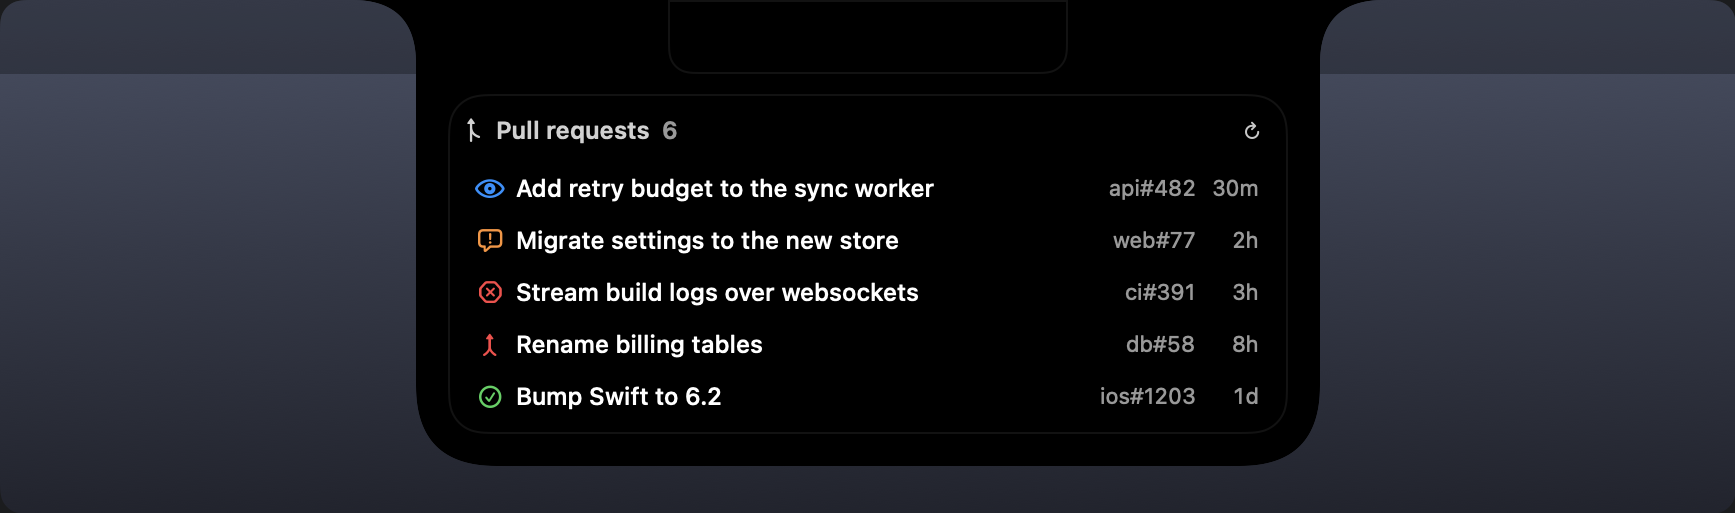 Pull requests 6
Add retry budget to the sync worker api#482 30m
Migrate settings to the new store web#77 2h
Stream build logs over websockets ci#391 3h
Rename billing tables db#58 8h
Bump Swift to 6.2 ios#1203 1d